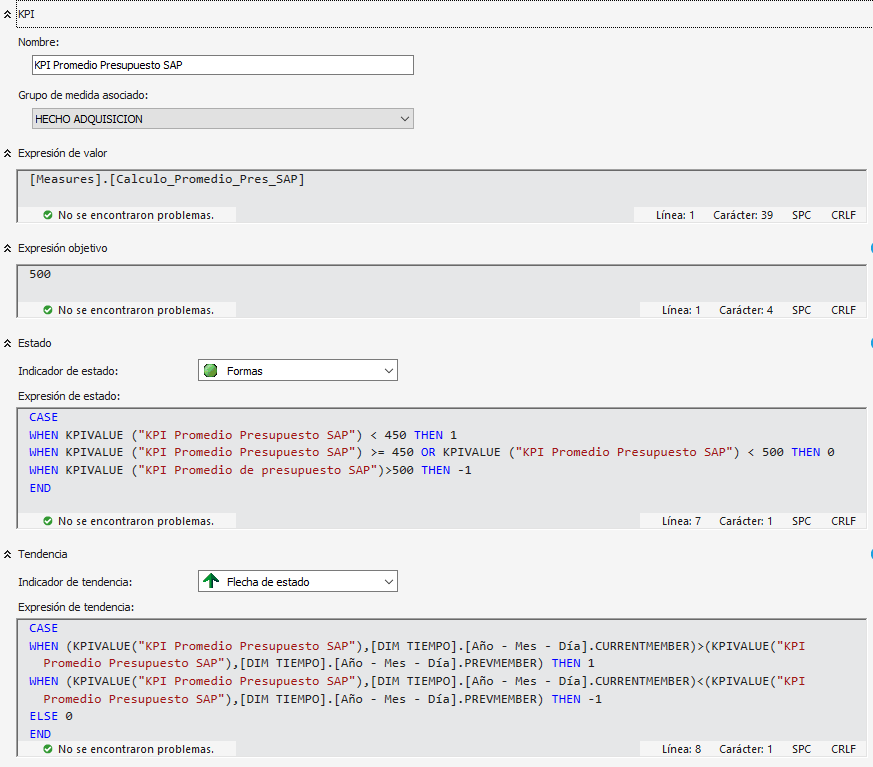 KPI
Nombre:
KPI Promedio Presupuesto SAP
Grupo de medida asociado:
HECHO ADQUISICION
Expresión de valor
[Measures].[Calculo_Promedio_Pres_SAP]
No se encontraron problemas. Línea: 1 Carácter: 39 SPC CRLF
Expresión objetivo
500
No se encontraron problemas. Línea: 1 Carácter: 4 SPC CRLF
Estado
Indicador de estado: Formas
Expresión de estado:
CASE
WHEN KPIVALUE ("KPI Promedio Presupuesto SAP") < 450 THEN 1
WHEN KPIVALUE ("KPI Promedio Presupuesto SAP") >= 450 OR KPIVALUE ("KPI Promedio Presupuesto SAP") < 500 THEN 0
WHEN KPIVALUE ("KPI Promedio de presupuesto SAP")>500 THEN -1
END
No se encontraron problemas. Línea: 7 Carácter: 1 SPC CRLF
Tendencia
Indicador de tendencia: Flecha de estado
Expresión de tendencia:
CASE
WHEN (KPIVALUE("KPI Promedio Presupuesto SAP"),[DIM TIEMPO].[Año - Mes - Día].CURRENTMEMBER)>(KPIVALUE("KPI
Promedio Presupuesto SAP"),[DIM TIEMPO].[Año - Mes - Día].PREVMEMBER) THEN 1
WHEN (KPIVALUE("KPI Promedio Presupuesto SAP"),[DIM TIEMPO].[Año - Mes - Día].CURRENTMEMBER)<(KPIVALUE("KPI
Promedio Presupuesto SAP"),[DIM TIEMPO].[Año - Mes - Día].PREVMEMBER) THEN -1
ELSE 0
END
No se encontraron problemas. Línea: 8 Carácter: 1 SPC CRLF